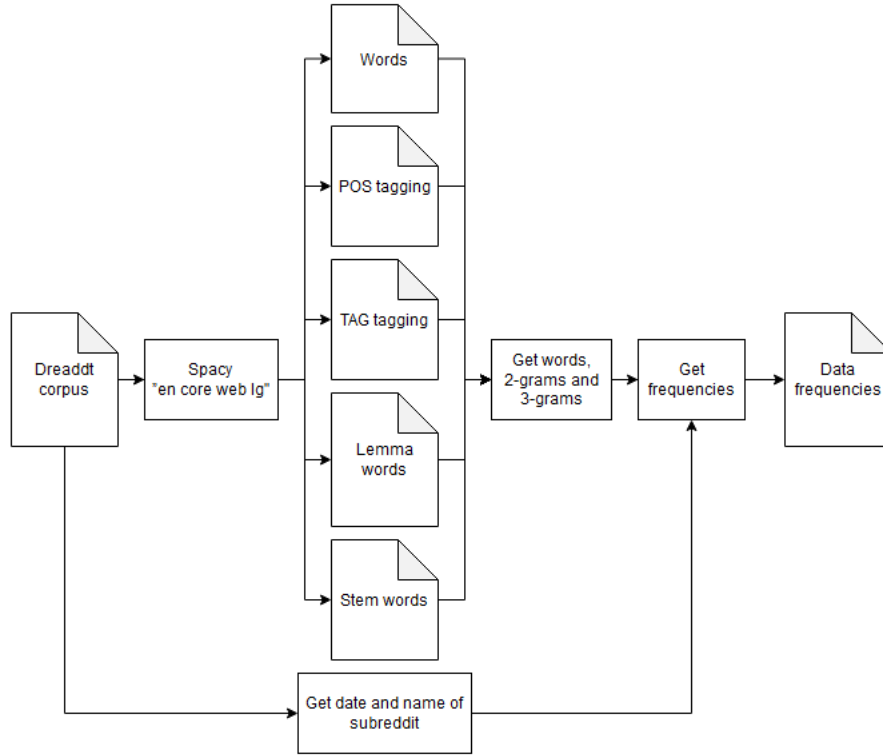 Words
POS tagging
TAG tagging
Dreaddt
corpus
Spacy
"en core web lg"
Get words,
2-grams and
3-grams
Get
frequencies
Data
frequencies
Lemma
words
Stem words
Get date and name of
subreddit